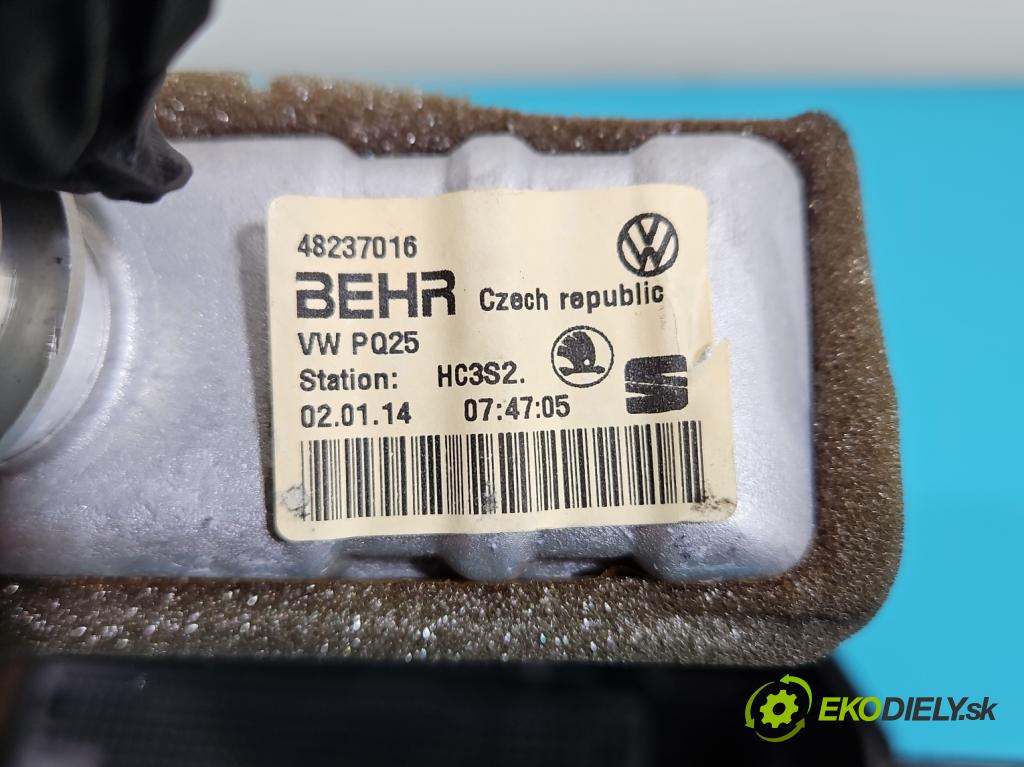 48237016
BEHR Czech republic
VW PQ25
Station: HC3S2.
02.01.14 07:47:05
EKODIELY.sk